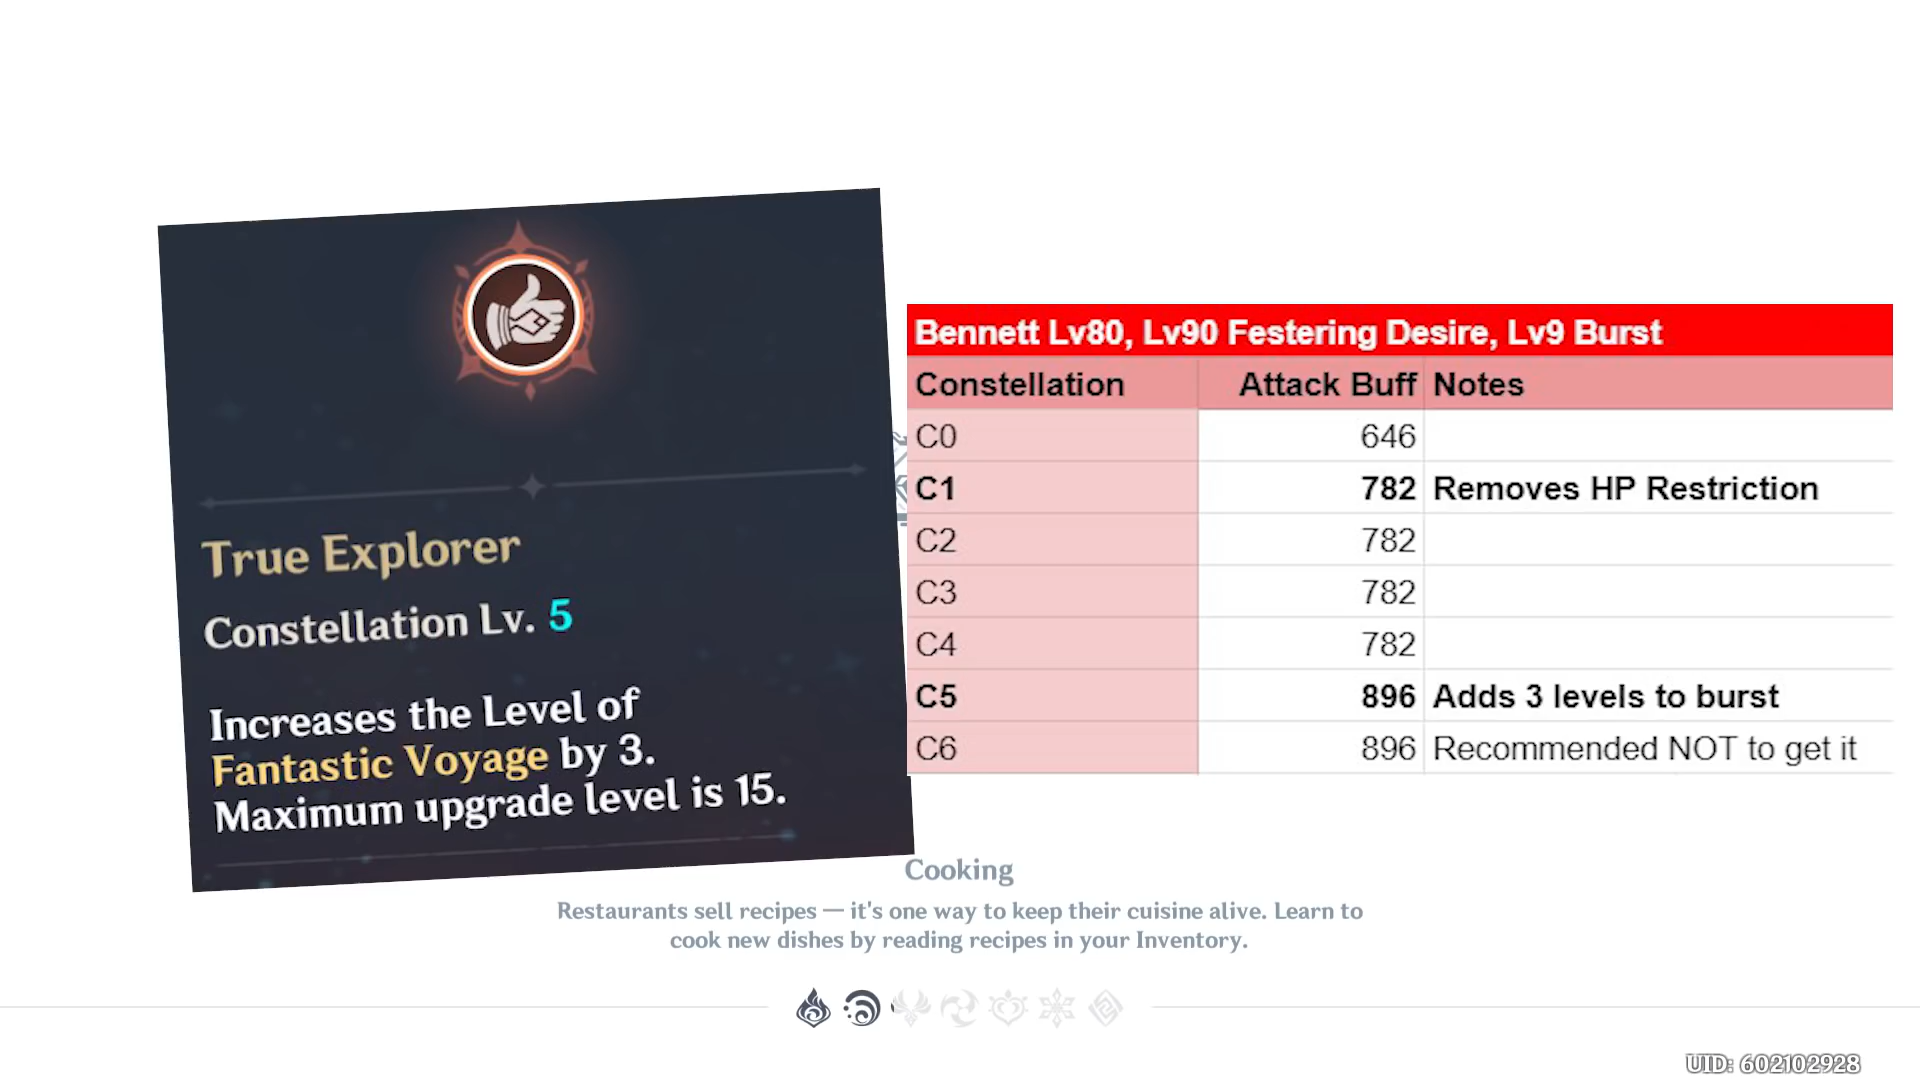 True Explorer
Constellation Lv. 5
Increases the Level of
Fantastic Voyage by 3.
Maximum upgrade level is 15.
Bennett Lv80, Lv90 Festering Desire, Lv9 Burst
Constellation Attack Buff Notes
C0 646
C1 782 Removes HP Restriction
C2 782
C3 782
C4 782
C5 896 Adds 3 levels to burst
C6 896 Recommended NOT to get it
Cooking
Restaurants sell recipes — it's one way to keep their cuisine alive. Learn to
cook new dishes by reading recipes in your Inventory.
UID: 602102928